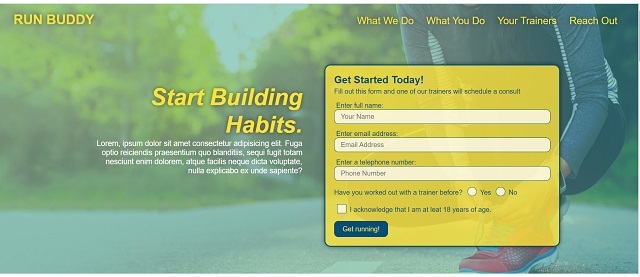 RUN BUDDY
What We Do
What You Do
Your Trainers
Reach Out
Start Building
Habits.
Lorem, ipsum dolor sit amet consectetur adipisicing elit. Fuga
optio reiciendis praesentium quo blanditiis, sequi fugit totam
nesciunt enim dolorem, atque facilis neque dicta voluptate,
nulla explicabo ex unde sapiente?
Get Started Today!
Fill out this form and one of our trainers will schedule a consult
Enter full name:
Your Name
Enter email address:
Email Address
Enter a telephone number:
Phone Number
Have you worked out with a trainer before? Yes No
I acknowledge that I am at leat 18 years of age.
Get running!